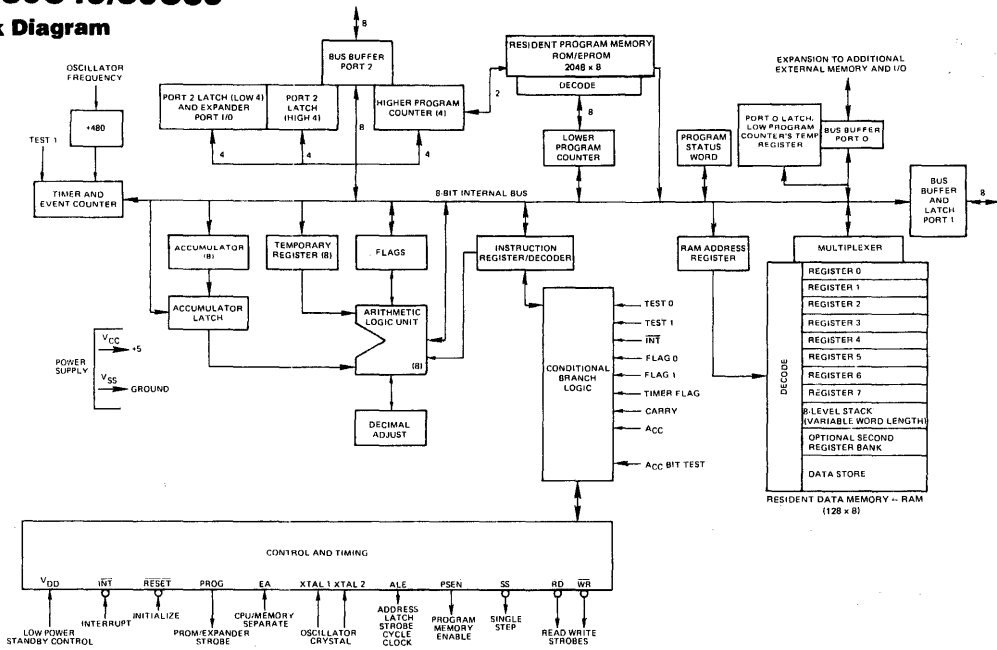 k Diagram
8
BUS BUFFER
PORT 2
OSCILLATOR
FREQUENCY
÷480
TEST 1
TIMER AND
EVENT COUNTER
PORT 2 LATCH (LOW 4)
AND EXPANDER
PORT I/O
PORT 2
LATCH
(HIGH 4)
HIGHER PROGRAM
COUNTER (4)
4
4
4
8
2
RESIDENT PROGRAM MEMORY
ROM/EPROM
2048 x 8
DECODE
8
LOWER
PROGRAM
COUNTER
PROGRAM
STATUS
WORD
EXPANSION TO ADDITIONAL
EXTERNAL MEMORY AND I/O
PORT O LATCH,
LOW PROGRAM
COUNTER'S TEMP
REGISTER
BUS BUFFER
PORT O
BUS
BUFFER
AND
LATCH
PORT 1
8
8-BIT INTERNAL BUS
ACCUMULATOR
(8)
TEMPORARY
REGISTER (8)
FLAGS
INSTRUCTION
REGISTER/DECODER
RAM ADDRESS
REGISTER
MULTIPLEXER
ACCUMULATOR
LATCH
ARITHMETIC
LOGIC UNIT
(8)
DECIMAL
ADJUST
POWER
SUPPLY
VCC
+5
VSS
GROUND
CONDITIONAL
BRANCH
LOGIC
TEST 0
TEST 1
INT
FLAG 0
FLAG 1
TIMER FLAG
CARRY
ACC
ACC BIT TEST
DECODE
REGISTER 0
REGISTER 1
REGISTER 2
REGISTER 3
REGISTER 4
REGISTER 5
REGISTER 6
REGISTER 7
8-LEVEL STACK
(VARIABLE WORD LENGTH)
OPTIONAL SECOND
REGISTER BANK
DATA STORE
RESIDENT DATA MEMORY -- RAM
(128 x 8)
CONTROL AND TIMING
VDD INT RESET PROG EA XTAL 1 XTAL 2 ALE PSEN SS RD WR
LOW POWER
STANDBY CONTROL
INTERRUPT
INITIALIZE
PROM/EXPANDER
STROBE
CPU/MEMORY
SEPARATE
OSCILLATOR
CRYSTAL
ADDRESS
LATCH
STROBE
CYCLE
CLOCK
PROGRAM
MEMORY
ENABLE
SINGLE
STEP
READ WRITE
STROBES